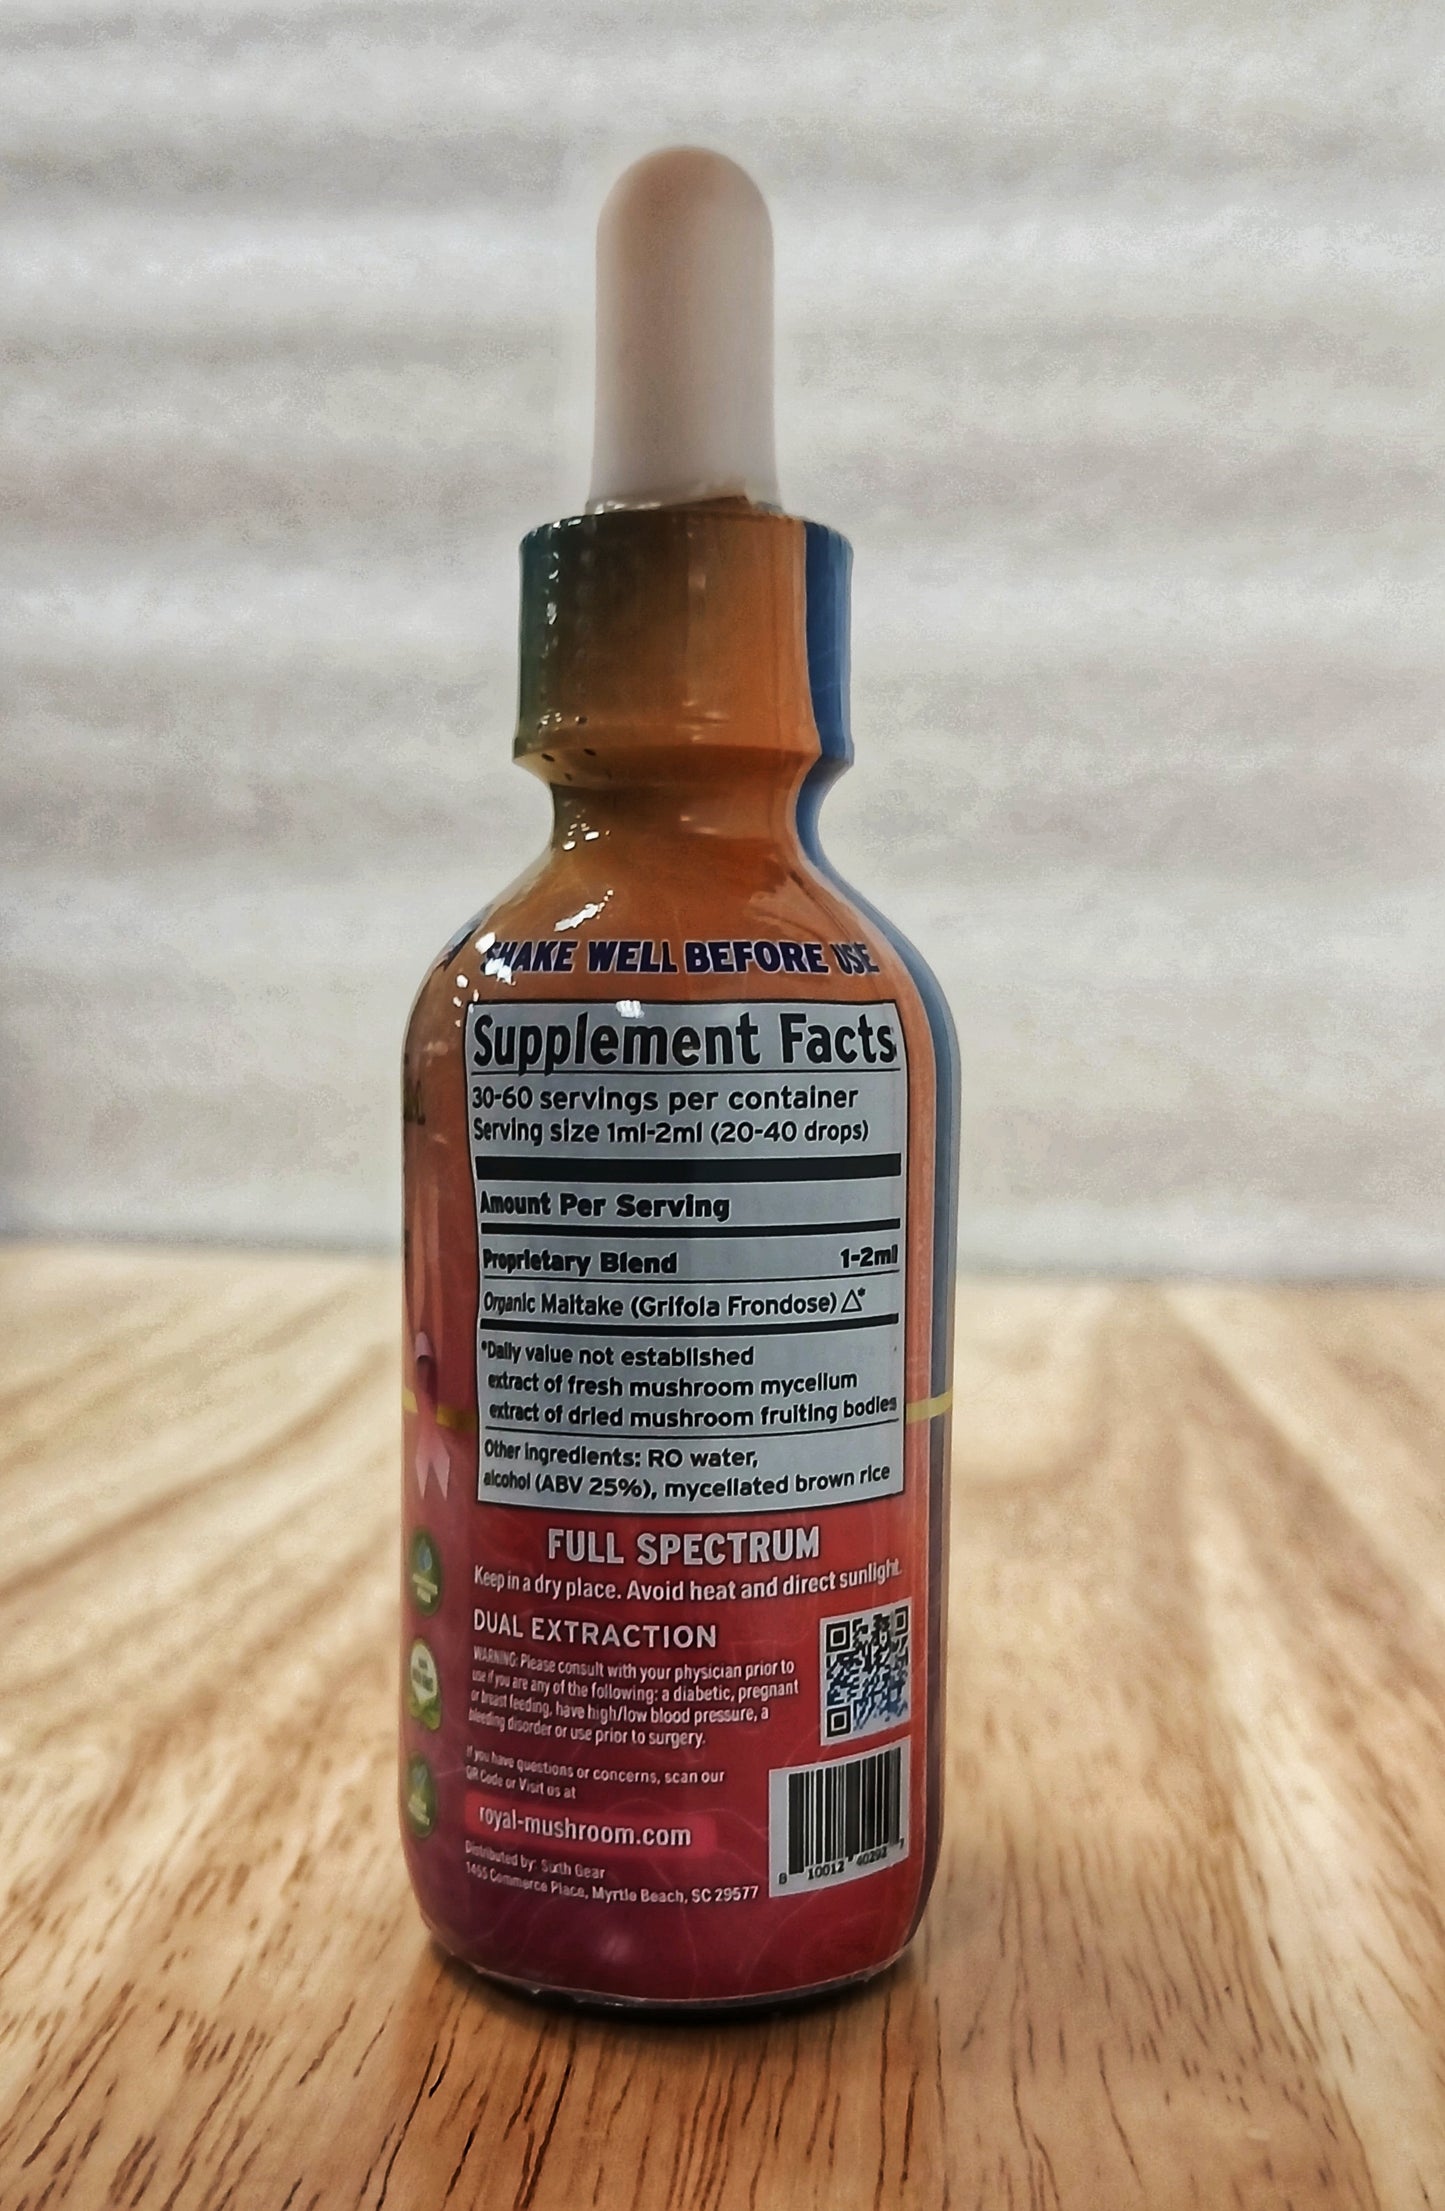 SHAKE WELL BEFORE USE
Supplement Facts
30-60 servings per container
Serving size 1ml-2ml (20-40 drops)
Amount Per Serving
Proprietary Blend 1-2ml
Organic Maitake (Grifola Frondose) △*
*Daily value not established
extract of fresh mushroom mycelium
extract of dried mushroom fruiting bodies
Other ingredients: RO water,
alcohol (ABV 25%), mycellated brown rice
FULL SPECTRUM
Keep in a dry place. Avoid heat and direct sunlight.
DUAL EXTRACTION
WARNING: Please consult with your physician prior to
use if you are any of the following: a diabetic, pregnant
or breast feeding, have high/low blood pressure, a
bleeding disorder or use prior to surgery.
If you have questions or concerns, scan our
QR Code or Visit us at
royal-mushroom.com
Distributed by: Sixth Gear
1465 Commerce Place, Myrtle Beach, SC 29577
8 10012 40292 7